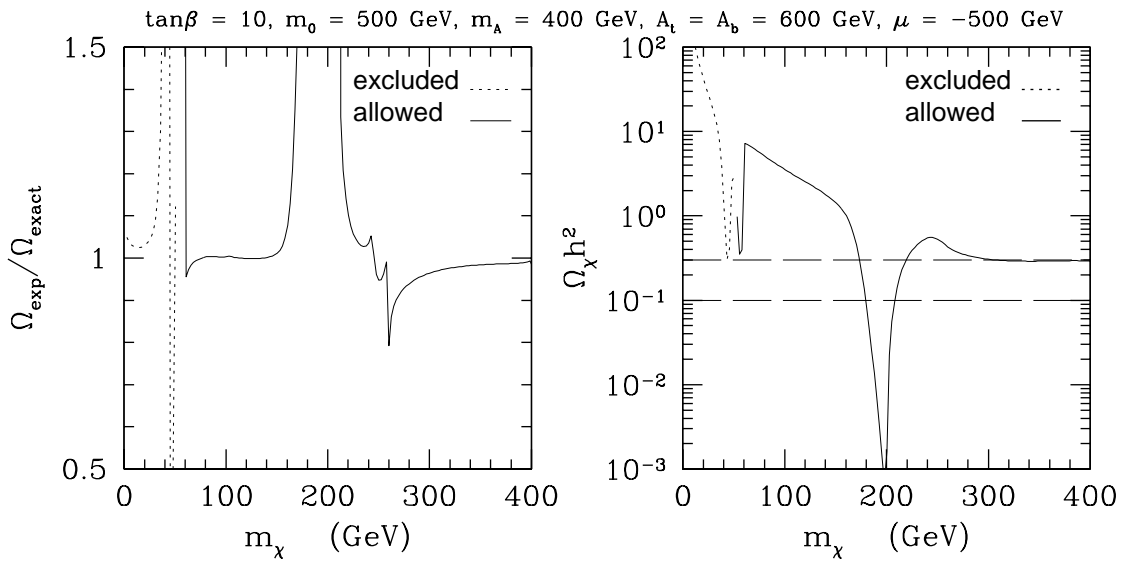 tanβ = 10, m₀ = 500 GeV, m_A = 400 GeV, A_t = A_b = 600 GeV, μ = −500 GeV
excluded
allowed
1.5
1
0.5
Ω_exp/Ω_exact
0 100 200 300 400
m_χ (GeV)
excluded
allowed
10²
10¹
10⁰
10⁻¹
10⁻²
10⁻³
Ω_χh²
0 100 200 300 400
m_χ (GeV)